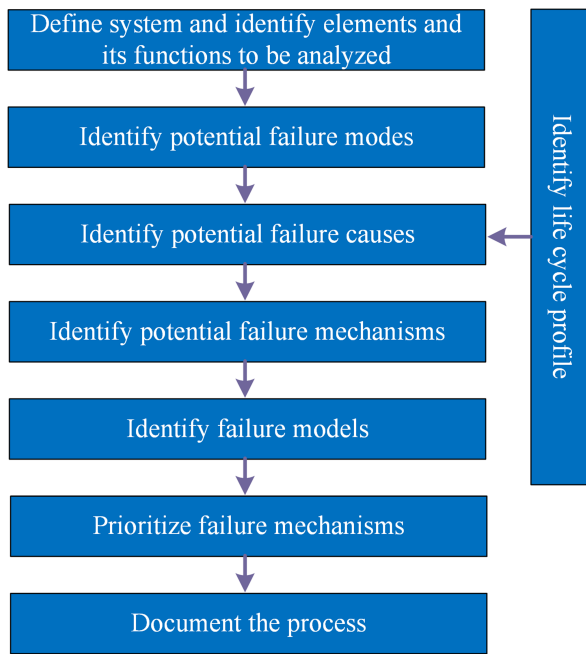 Define system and identify elements and
its functions to be analyzed
Identify potential failure modes
Identify potential failure causes
Identify potential failure mechanisms
Identify failure models
Prioritize failure mechanisms
Document the process
Identify life cycle profile